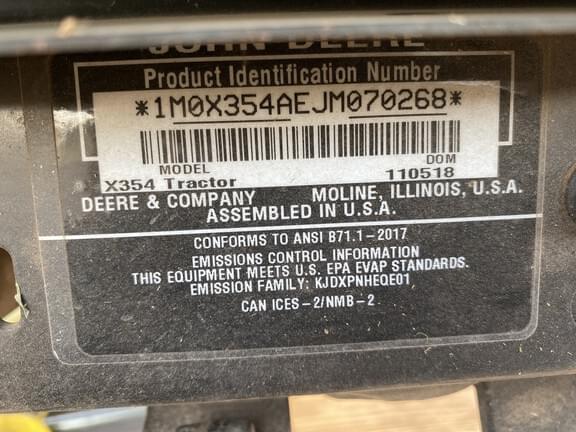 JOHN DEERE
Product Identification Number
*1M0X354AEJM070268*
MODEL DOM
X354 Tractor 110518
DEERE & COMPANY MOLINE, ILLINOIS, U.S.A.
ASSEMBLED IN U.S.A.
CONFORMS TO ANSI B71.1-2017
EMISSIONS CONTROL INFORMATION
THIS EQUIPMENT MEETS U.S. EPA EVAP STANDARDS.
EMISSION FAMILY: KJDXPNHEQE01
CAN ICES-2/NMB-2